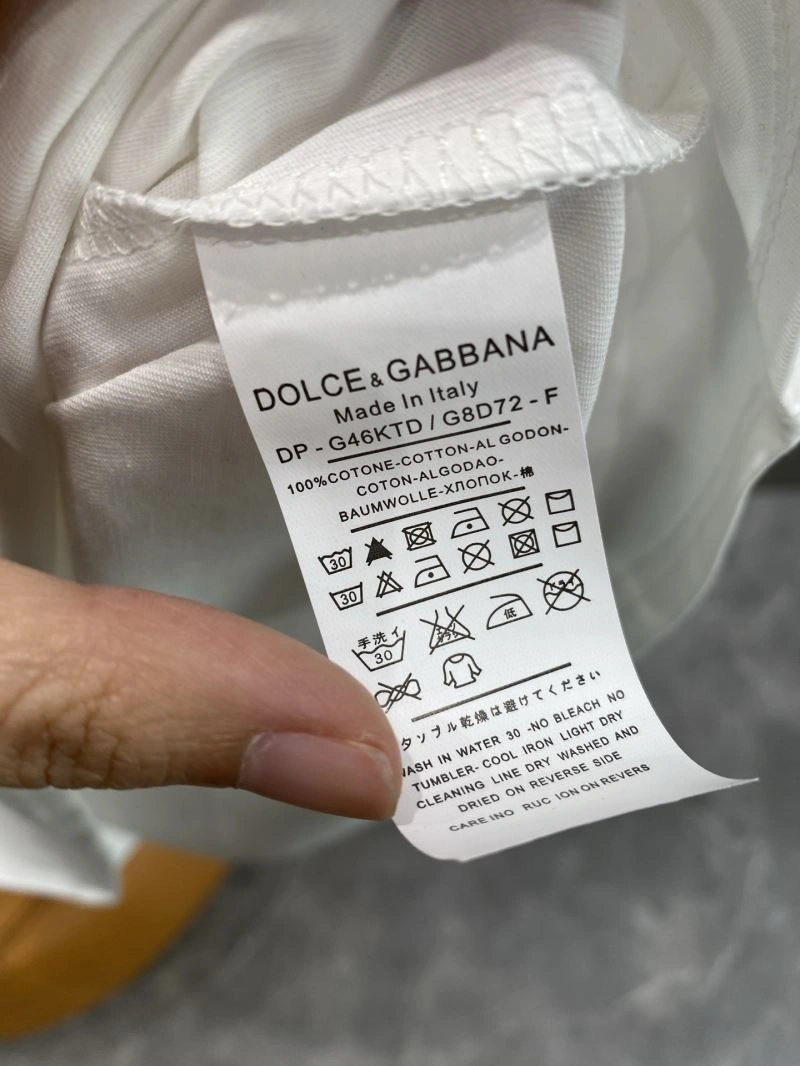 DOLCE & GABBANA
Made In Italy
DP - G46KTD / G8D72 - F
100%COTONE-COTTON-AL GODON-
COTON-ALGODAO-
BAUMWOLLE-ХЛОПОК-棉
30
30
手洗イ
30
低
タッブル乾燥は避けてください
WASH IN WATER 30 -NO BLEACH NO
TUMBLER- COOL IRON LIGHT DRY
CLEANING LINE DRY WASHED AND
DRIED ON REVERSE SIDE
CARE INO RUC ION ON REVERS